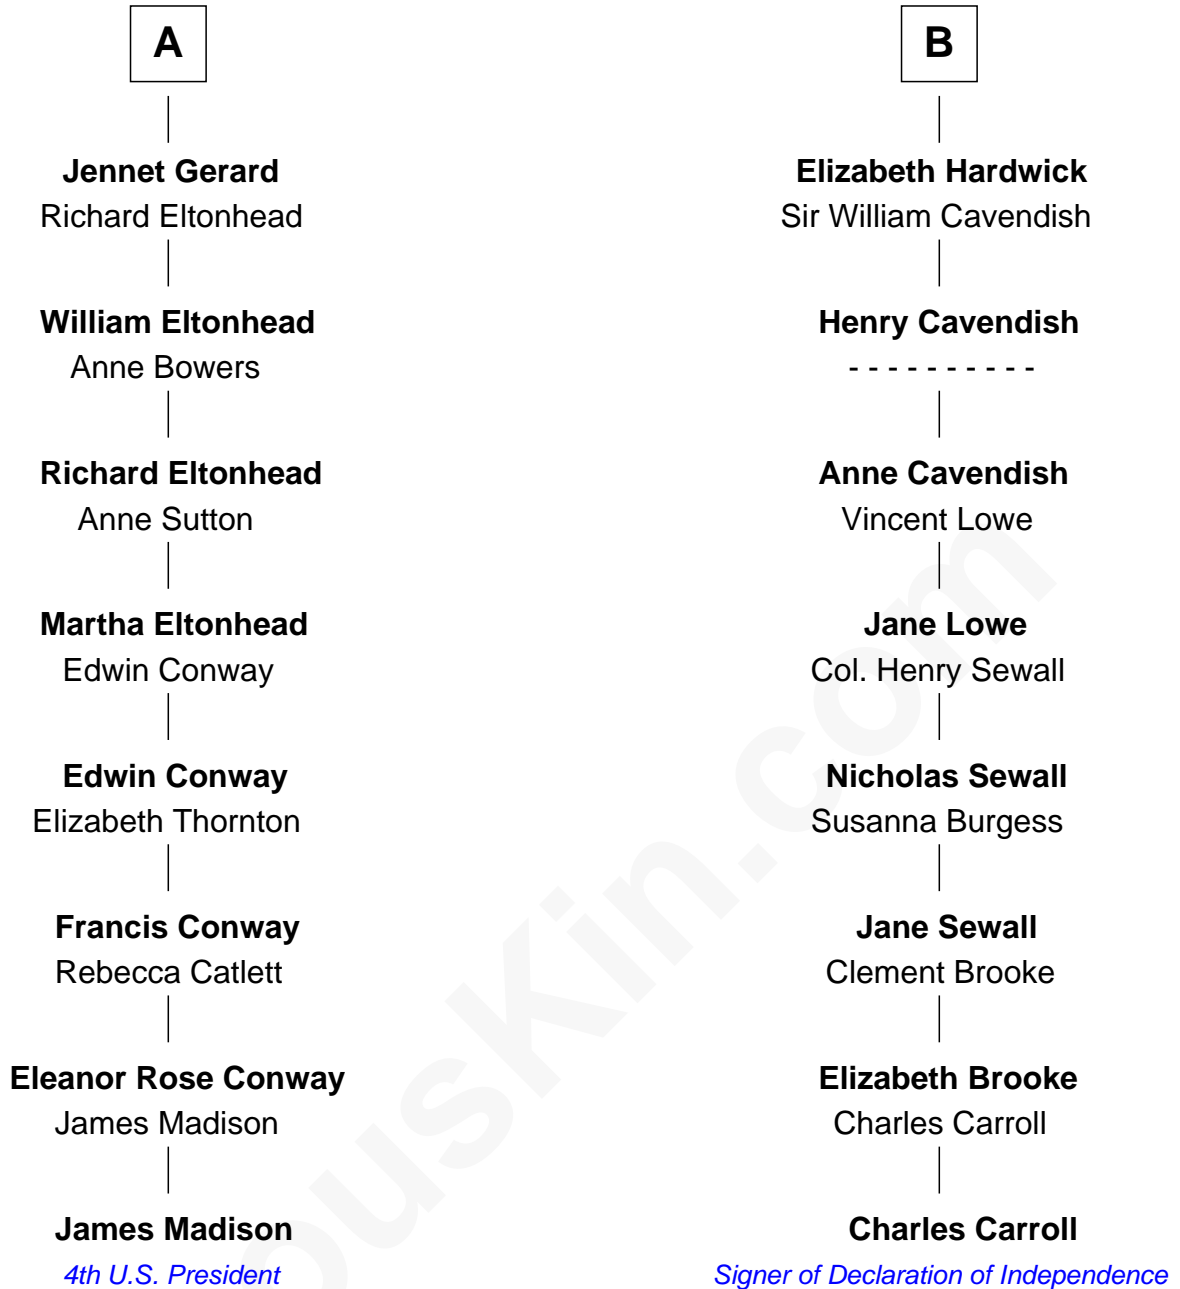 A
Jennet Gerard
Richard Eltonhead
William Eltonhead
Anne Bowers
Richard Eltonhead
Anne Sutton
Martha Eltonhead
Edwin Conway
Edwin Conway
Elizabeth Thornton
Francis Conway
Rebecca Catlett
Eleanor Rose Conway
James Madison
James Madison
4th U.S. President
B
Elizabeth Hardwick
Sir William Cavendish
Henry Cavendish
- - - - - - - - - -
Anne Cavendish
Vincent Lowe
Jane Lowe
Col. Henry Sewall
Nicholas Sewall
Susanna Burgess
Jane Sewall
Clement Brooke
Elizabeth Brooke
Charles Carroll
Charles Carroll
Signer of Declaration of Independence
ousKin.com